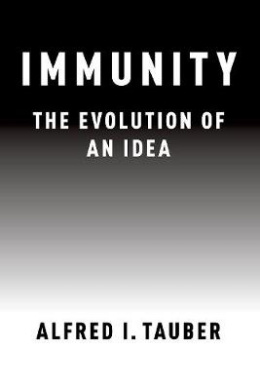 IMMUNITY
THE EVOLUTION OF
AN IDEA
ALFRED I. TAUBER